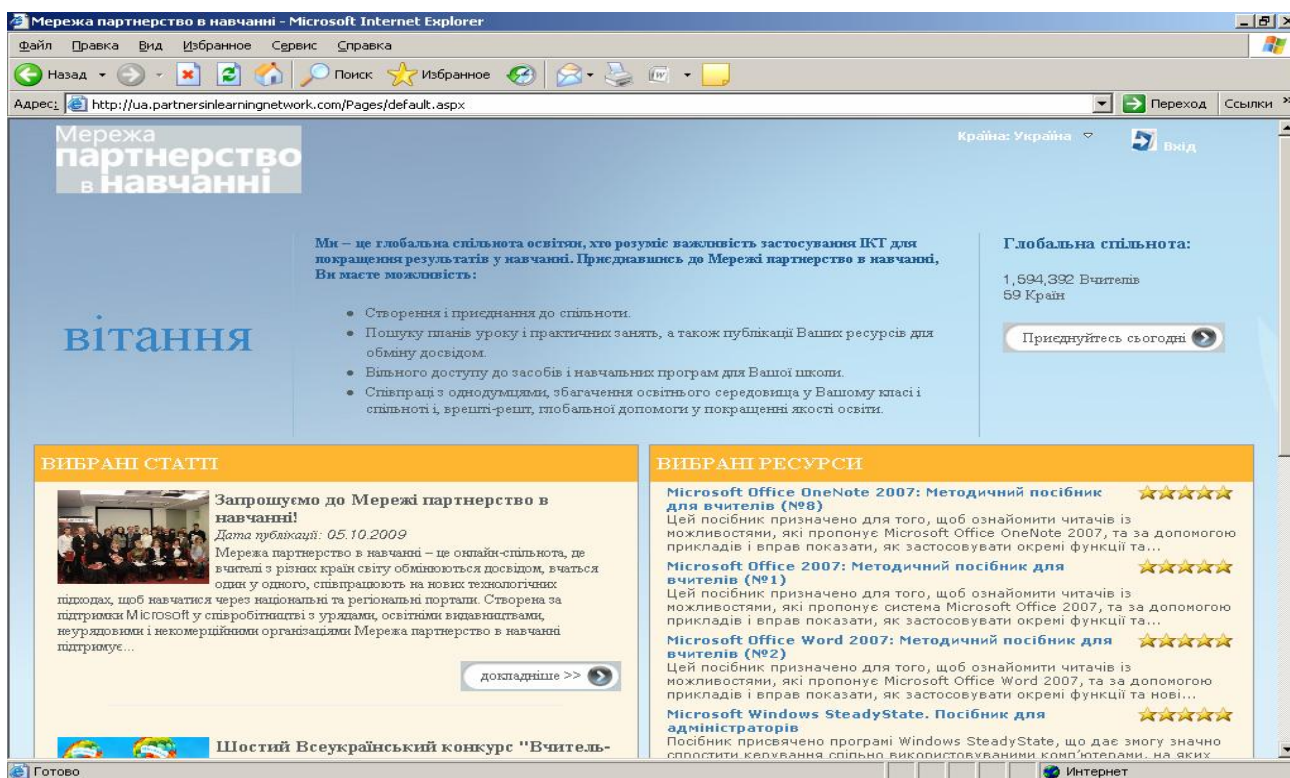 Мережа партнерство в навчанні - Microsoft Internet Explorer
Файл Правка Вид Избранное Сервис Справка
Назад Поиск Избранное
Адрес: http://ua.partnersinlearningnetwork.com/Pages/default.aspx Переход Ссылки »
Мережа
партнерство
в навчанні
Країна: Україна Вхід
вітання
Ми – це глобальна спільнота освітян, хто розуміє важливість застосування ІКТ для
покращення результатів у навчанні. Приєднавшись до Мережі партнерство в навчанні,
Ви маєте можливість:
• Створення і приєднання до спільноти.
• Пошуку планів уроку і практичних занять, а також публікації Ваших ресурсів для
обміну досвідом.
• Вільного доступу до засобів і навчальних програм для Вашої школи.
• Співпраці з однодумцями, збагачення освітнього середовища у Вашому класі і
спільноті і, врешті-решт, глобальної допомоги у покращенні якості освіти.
Глобальна спільнота:
1,594,392 Вчителів
59 Країн
Приєднуйтесь сьогодні
ВИБРАНІ СТАТТІ
Запрошуємо до Мережі партнерство в
навчанні!
Дата публікації: 05.10.2009
Мережа партнерство в навчанні – це онлайн-спільнота, де
вчителі з різних країн світу обмінюються досвідом, вчаться
один у одного, співпрацюють на нових технологічних
підходах, щоб навчатися через національні та регіональні портали. Створена за
підтримки Microsoft у співробітництві з урядами, освітніми видавництвами,
неурядовими і некомерційними організаціями Мережа партнерство в навчанні
підтримує...
докладніше >>
Шостий Всеукраїнський конкурс "Вчитель-
ВИБРАНІ РЕСУРСИ
Microsoft Office OneNote 2007: Методичний посібник
для вчителів (№8)
Цей посібник призначено для того, щоб ознайомити читачів із
можливостями, які пропонує Microsoft Office OneNote 2007, та за допомогою
прикладів і вправ показати, як застосовувати окремі функції та...
Microsoft Office 2007: Методичний посібник для
вчителів (№1)
Цей посібник призначено для того, щоб ознайомити читачів із
можливостями, які пропонує система Microsoft Office 2007, та за допомогою
прикладів і вправ показати, як застосовувати окремі функції та...
Microsoft Office Word 2007: Методичний посібник для
вчителів (№2)
Цей посібник призначено для того, щоб ознайомити читачів із
можливостями, які пропонує Microsoft Office Word 2007, та за допомогою
прикладів і вправ показати, як застосовувати окремі функції та нові...
Microsoft Windows SteadyState. Посібник для
адміністраторів
Посібник присвячено програмі Windows SteadyState, що дає змогу значно
спростити керування спільно використовуваними комп'ютерами, на яких
Готово Интернет